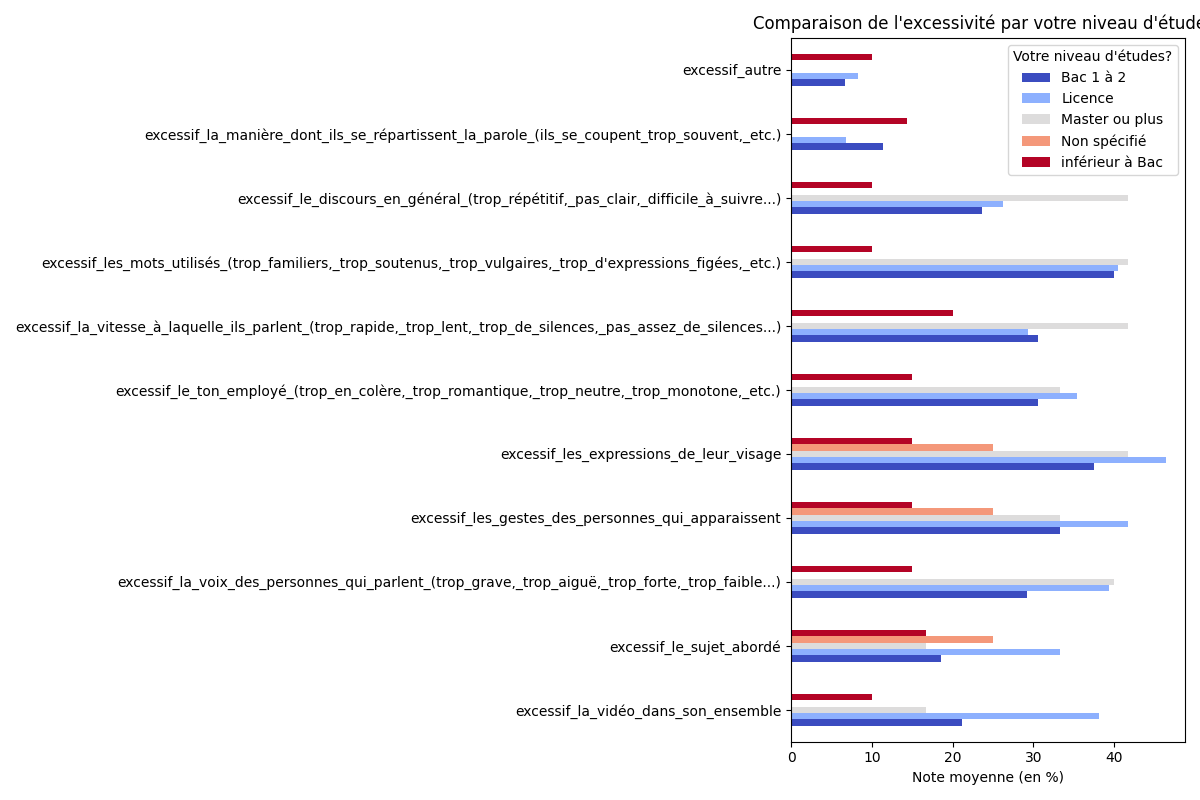 Comparaison de l'excessivité par votre niveau d'étude
Votre niveau d'études?
Bac 1 à 2
Licence
Master ou plus
Non spécifié
inférieur à Bac
excessif_autre
excessif_la_manière_dont_ils_se_répartissent_la_parole_(ils_se_coupent_trop_souvent,_etc.)
excessif_le_discours_en_général_(trop_répétitif,_pas_clair,_difficile_à_suivre...)
excessif_les_mots_utilisés_(trop_familiers,_trop_soutenus,_trop_vulgaires,_trop_d'expressions_figées,_etc.)
excessif_la_vitesse_à_laquelle_ils_parlent_(trop_rapide,_trop_lent,_trop_de_silences,_pas_assez_de_silences...)
excessif_le_ton_employé_(trop_en_colère,_trop_romantique,_trop_neutre,_trop_monotone,_etc.)
excessif_les_expressions_de_leur_visage
excessif_les_gestes_des_personnes_qui_apparaissent
excessif_la_voix_des_personnes_qui_parlent_(trop_grave,_trop_aiguë,_trop_forte,_trop_faible...)
excessif_le_sujet_abordé
excessif_la_vidéo_dans_son_ensemble
0 10 20 30 40
Note moyenne (en %)